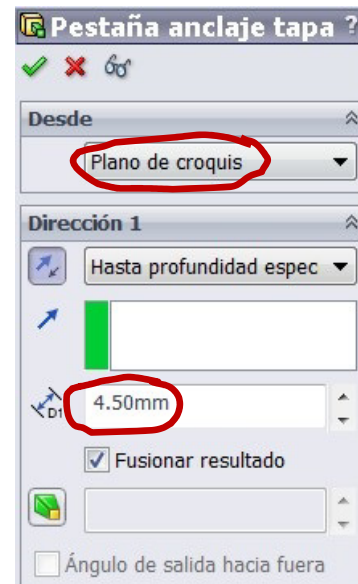 Pestaña anclaje tapa ?
Desde
Plano de croquis
Dirección 1
Hasta profundidad espec
D1
4.50mm
Fusionar resultado
Ángulo de salida hacia fuera